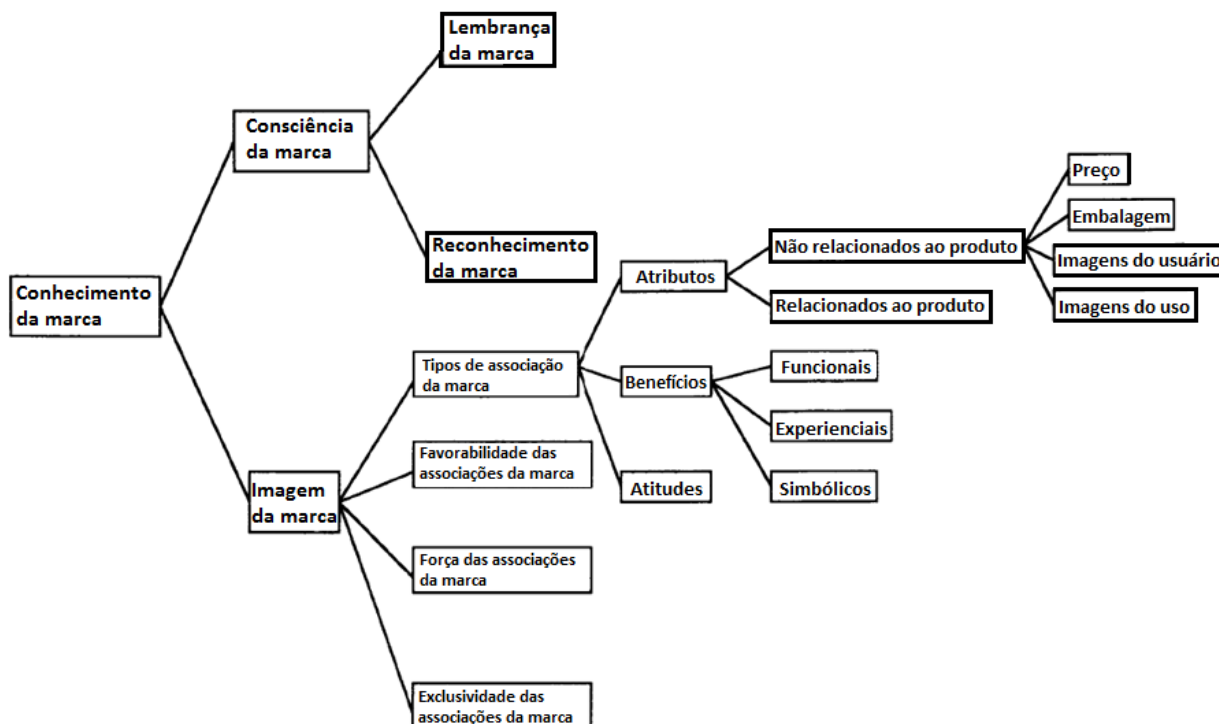 Lembrança
da marca
Consciência
da marca
Reconhecimento
da marca
Conhecimento
da marca
Imagem
da marca
Tipos de associação
da marca
Favorabilidade das
associações da marca
Força das associações
da marca
Exclusividade das
associações da marca
Atributos
Benefícios
Atitudes
Não relacionados ao produto
Relacionados ao produto
Funcionais
Experienciais
Simbólicos
Preço
Embalagem
Imagens do usuário
Imagens do uso